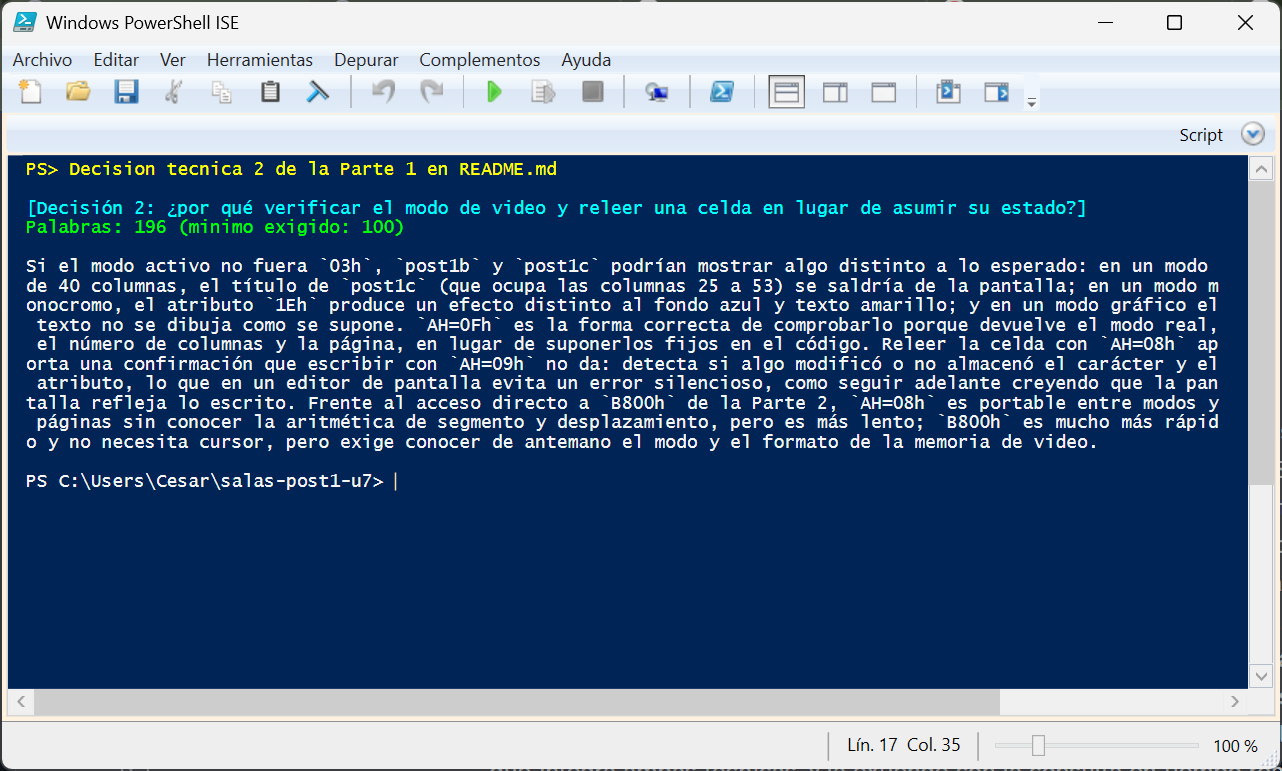 Windows PowerShell ISE
Archivo Editar Ver Herramientas Depurar Complementos Ayuda
Script
PS> Decision tecnica 2 de la Parte 1 en README.md
[Decisión 2: ¿por qué verificar el modo de video y releer una celda en lugar de asumir su estado?]
Palabras: 196 (minimo exigido: 100)
Si el modo activo no fuera `03h`, `post1b` y `post1c` podrían mostrar algo distinto a lo esperado: en un modo
de 40 columnas, el título de `post1c` (que ocupa las columnas 25 a 53) se saldría de la pantalla; en un modo m
onocromo, el atributo `1Eh` produce un efecto distinto al fondo azul y texto amarillo; y en un modo gráfico el
texto no se dibuja como se supone. `AH=0Fh` es la forma correcta de comprobarlo porque devuelve el modo real,
el número de columnas y la página, en lugar de suponerlos fijos en el código. Releer la celda con `AH=08h` ap
orta una confirmación que escribir con `AH=09h` no da: detecta si algo modificó o no almacenó el carácter y el
atributo, lo que en un editor de pantalla evita un error silencioso, como seguir adelante creyendo que la pan
talla refleja lo escrito. Frente al acceso directo a `B800h` de la Parte 2, `AH=08h` es portable entre modos y
páginas sin conocer la aritmética de segmento y desplazamiento, pero es más lento; `B800h` es mucho más rápid
o y no necesita cursor, pero exige conocer de antemano el modo y el formato de la memoria de video.
PS C:\Users\Cesar\salas-post1-u7>
Lín. 17 Col. 35
100 %